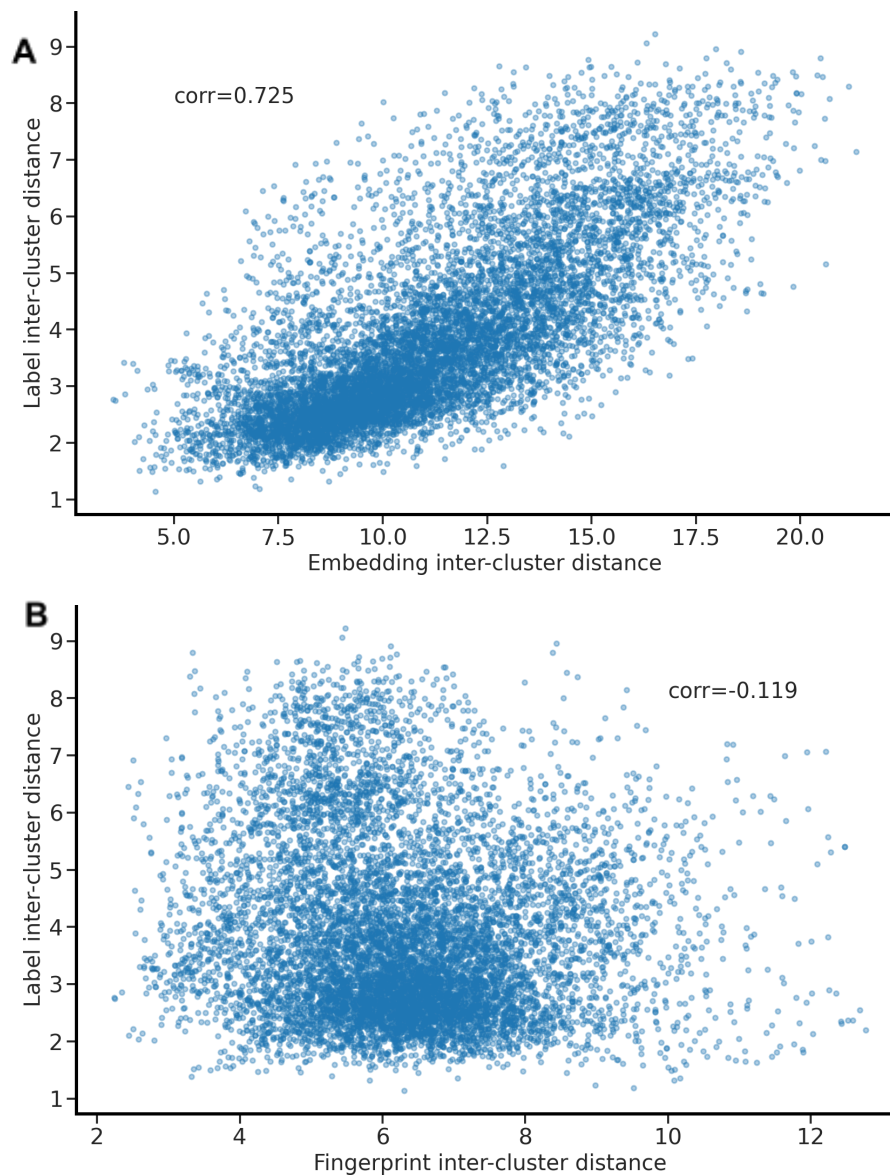 A
9
corr=0.725
8
7
6
5
4
3
2
1
Label inter-cluster distance
5.0 7.5 10.0 12.5 15.0 17.5 20.0
Embedding inter-cluster distance
B
9
corr=-0.119
8
7
6
5
4
3
2
1
Label inter-cluster distance
2 4 6 8 10 12
Fingerprint inter-cluster distance